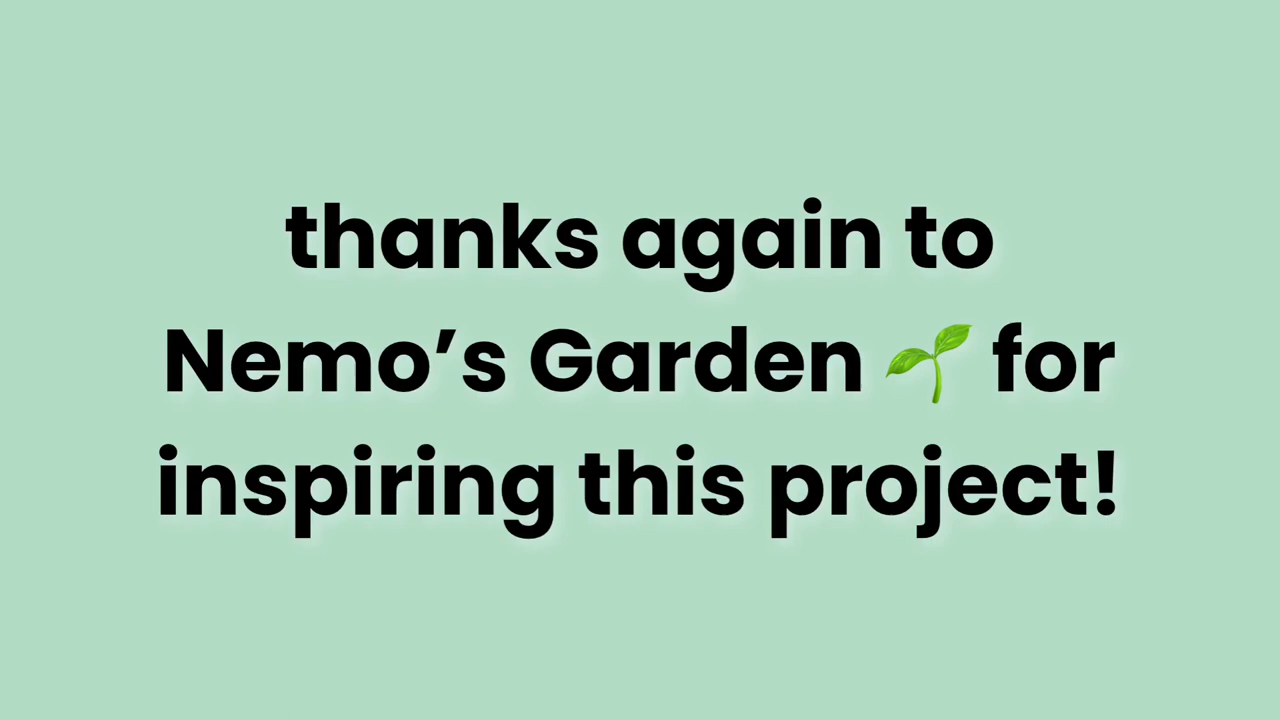 thanks again to
Nemo’s Garden 🌱 for
inspiring this project!